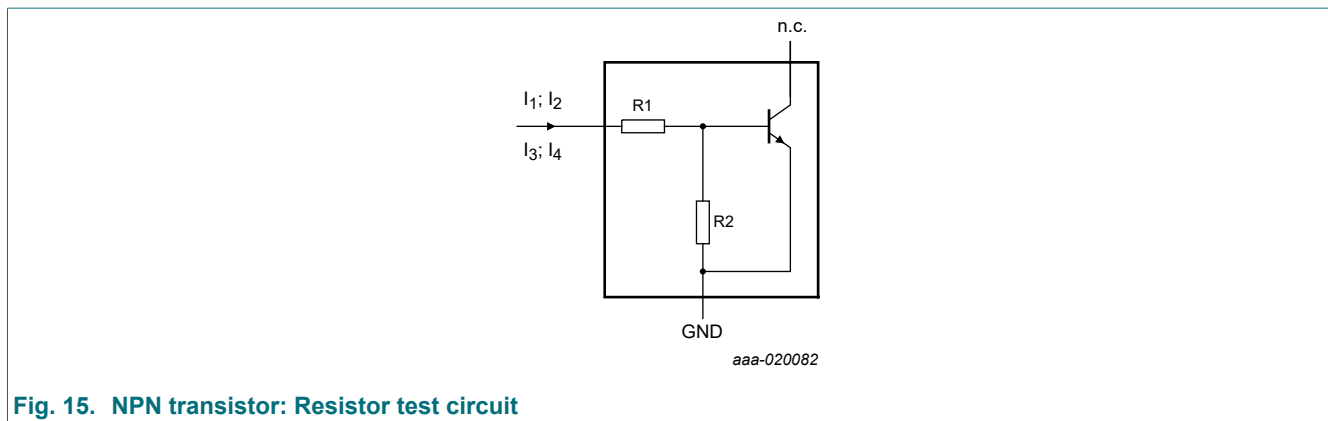 n.c.
I1; I2
R1
I3; I4
R2
GND
aaa-020082
Fig. 15. NPN transistor: Resistor test circuit